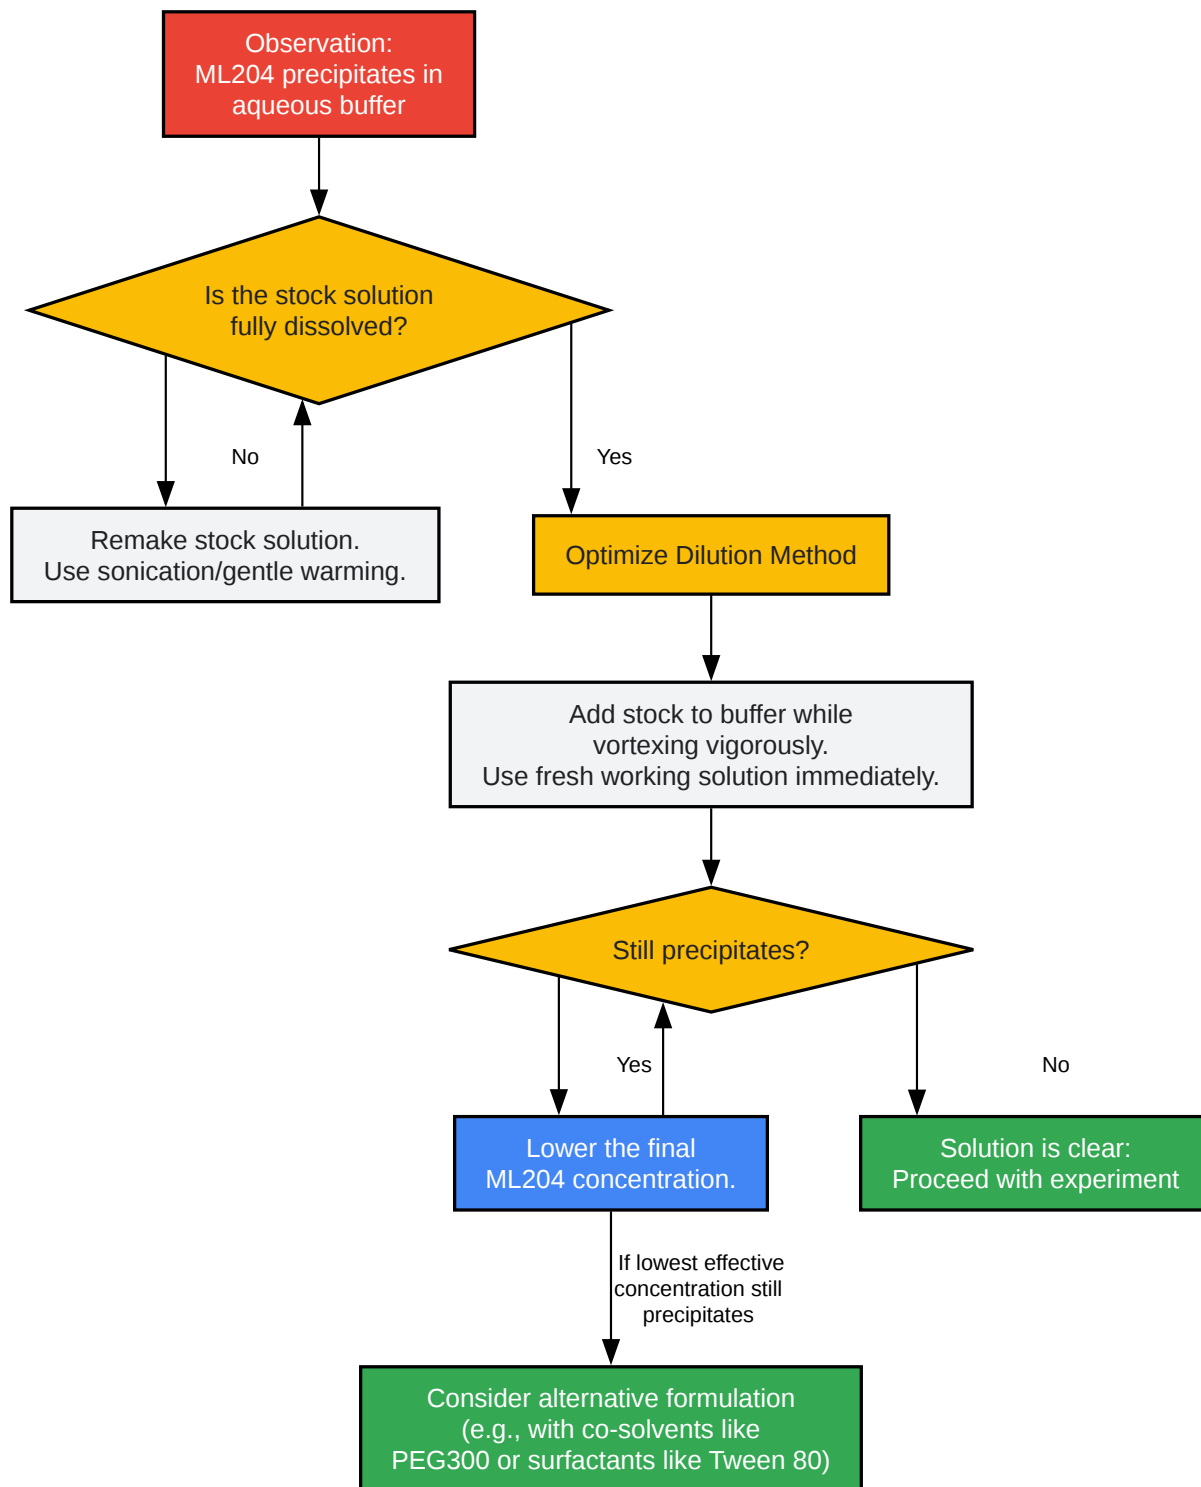 Observation:
ML204 precipitates in
aqueous buffer
Is the stock solution
fully dissolved?
No
Yes
Remake stock solution.
Use sonication/gentle warming.
Optimize Dilution Method
Add stock to buffer while
vortexing vigorously.
Use fresh working solution immediately.
Still precipitates?
Yes
No
Lower the final
ML204 concentration.
Solution is clear:
Proceed with experiment
If lowest effective
concentration still
precipitates
Consider alternative formulation
(e.g., with co-solvents like
PEG300 or surfactants like Tween 80)